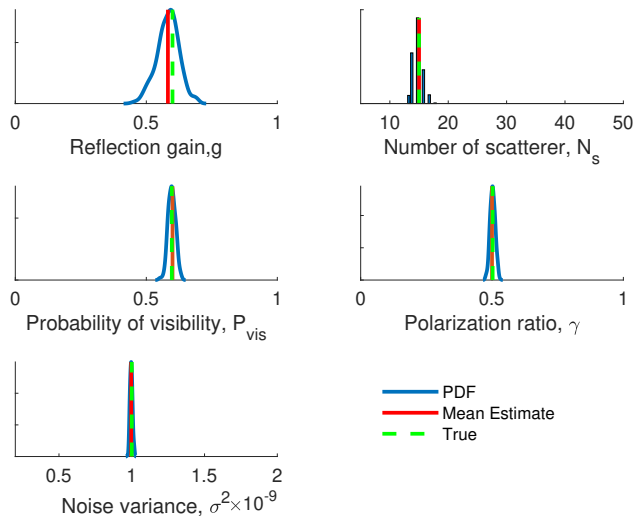 0 0.5 1
Reflection gain,g
10 20 30 40 50
Number of scatterer, N_s
0 0.5 1
Probability of visibility, P_vis
0 0.5 1
Polarization ratio, γ
0.5 1 1.5 2
Noise variance, σ²×10⁻⁹
PDF
Mean Estimate
True